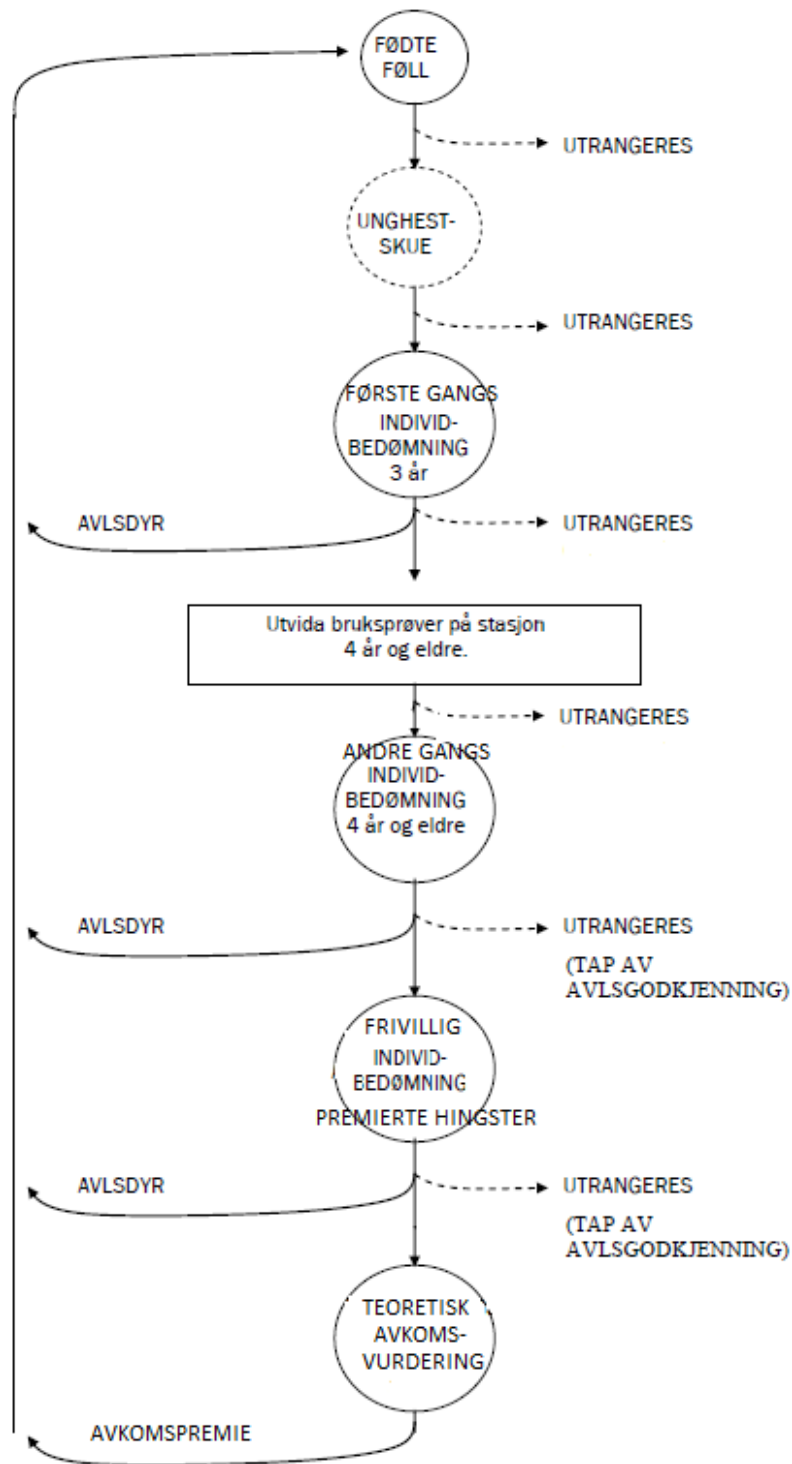 FØDTE
FØLL
UTRANGERES
UNGHEST-
SKUE
UTRANGERES
FØRSTE GANGS
INDIVID-
BEDØMNING
3 år
AVLSDYR
UTRANGERES
Utvida bruksprøver på stasjon
4 år og eldre.
UTRANGERES
ANDRE GANGS
INDIVID-
BEDØMNING
4 år og eldre
AVLSDYR
UTRANGERES
(TAP AV
AVLSGODKJENNING)
FRIVILLIG
INDIVID-
BEDØMNING
PREMIERTE HINGSTER
AVLSDYR
UTRANGERES
(TAP AV
AVLSGODKJENNING)
TEORETISK
AVKOMS-
VURDERING
AVKOMSPREMIE